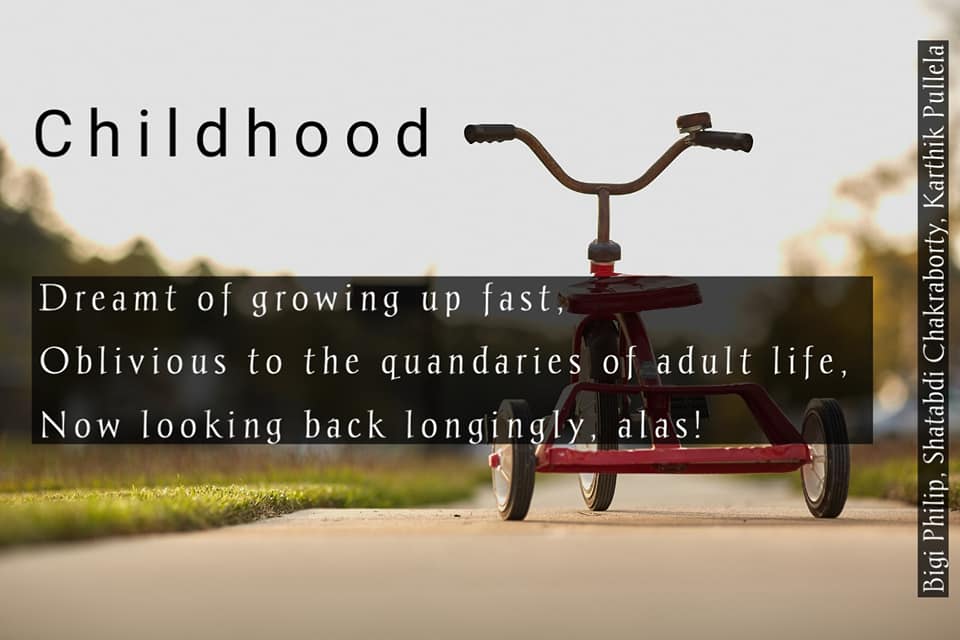 Childhood
Dreamt of growing up fast,
Oblivious to the quandaries of adult life,
Now looking back longingly, alas!
Bigi Philip, Shatabdi Chakraborty, Karthik Pullela